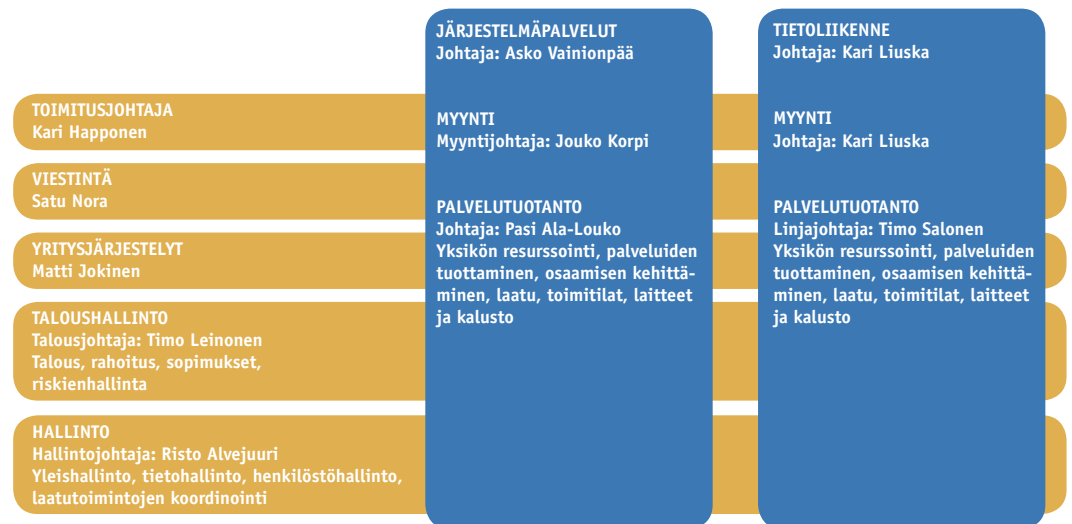 TOIMITUSJOHTAJA
Kari Happonen
VIESTINTÄ
Satu Nora
YRITYSJÄRJESTELYT
Matti Jokinen
TALOUSHALLINTO
Talousjohtaja: Timo Leinonen
Talous, rahoitus, sopimukset,
riskienhallinta
HALLINTO
Hallintojohtaja: Risto Alvejuuri
Yleishallinto, tietohallinto, henkilöstöhallinto,
laatutoimintojen koordinointi
JÄRJESTELMÄPALVELUT
Johtaja: Asko Vainionpää
MYYNTI
Myyntijohtaja: Jouko Korpi
PALVELUTUOTANTO
Johtaja: Pasi Ala-Louko
Yksikön resurssointi, palveluiden
tuottaminen, osaamisen kehittä-
minen, laatu, toimitilat, laitteet
ja kalusto
TIETOLIIKENNE
Johtaja: Kari Liuska
MYYNTI
Johtaja: Kari Liuska
PALVELUTUOTANTO
Linjajohtaja: Timo Salonen
Yksikön resurssointi, palveluiden
tuottaminen, osaamisen kehittä-
minen, laatu, toimitilat, laitteet
ja kalusto